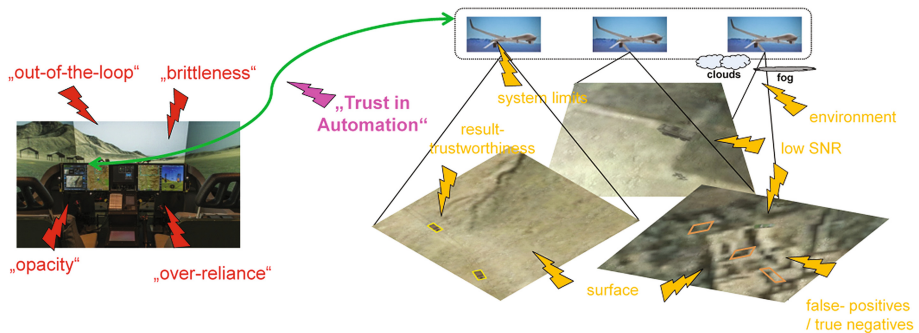 „out-of-the-loop“
„brittleness“
„opacity“
„over-reliance“
„Trust in
Automation“
clouds
fog
system limits
environment
result-
trustworthiness
low SNR
surface
false- positives
/ true negatives